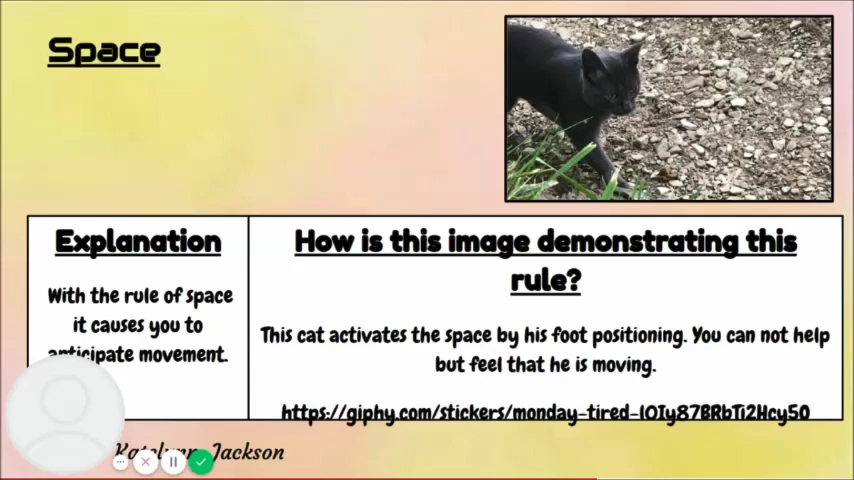 Space
Explanation
With the rule of space
it causes you to
anticipate movement.
How is this image demonstrating this
rule?
This cat activates the space by his foot positioning. You can not help
but feel that he is moving.
https://giphy.com/stickers/monday-tired-lOIy87BRbTi2Hcy50
Jackson